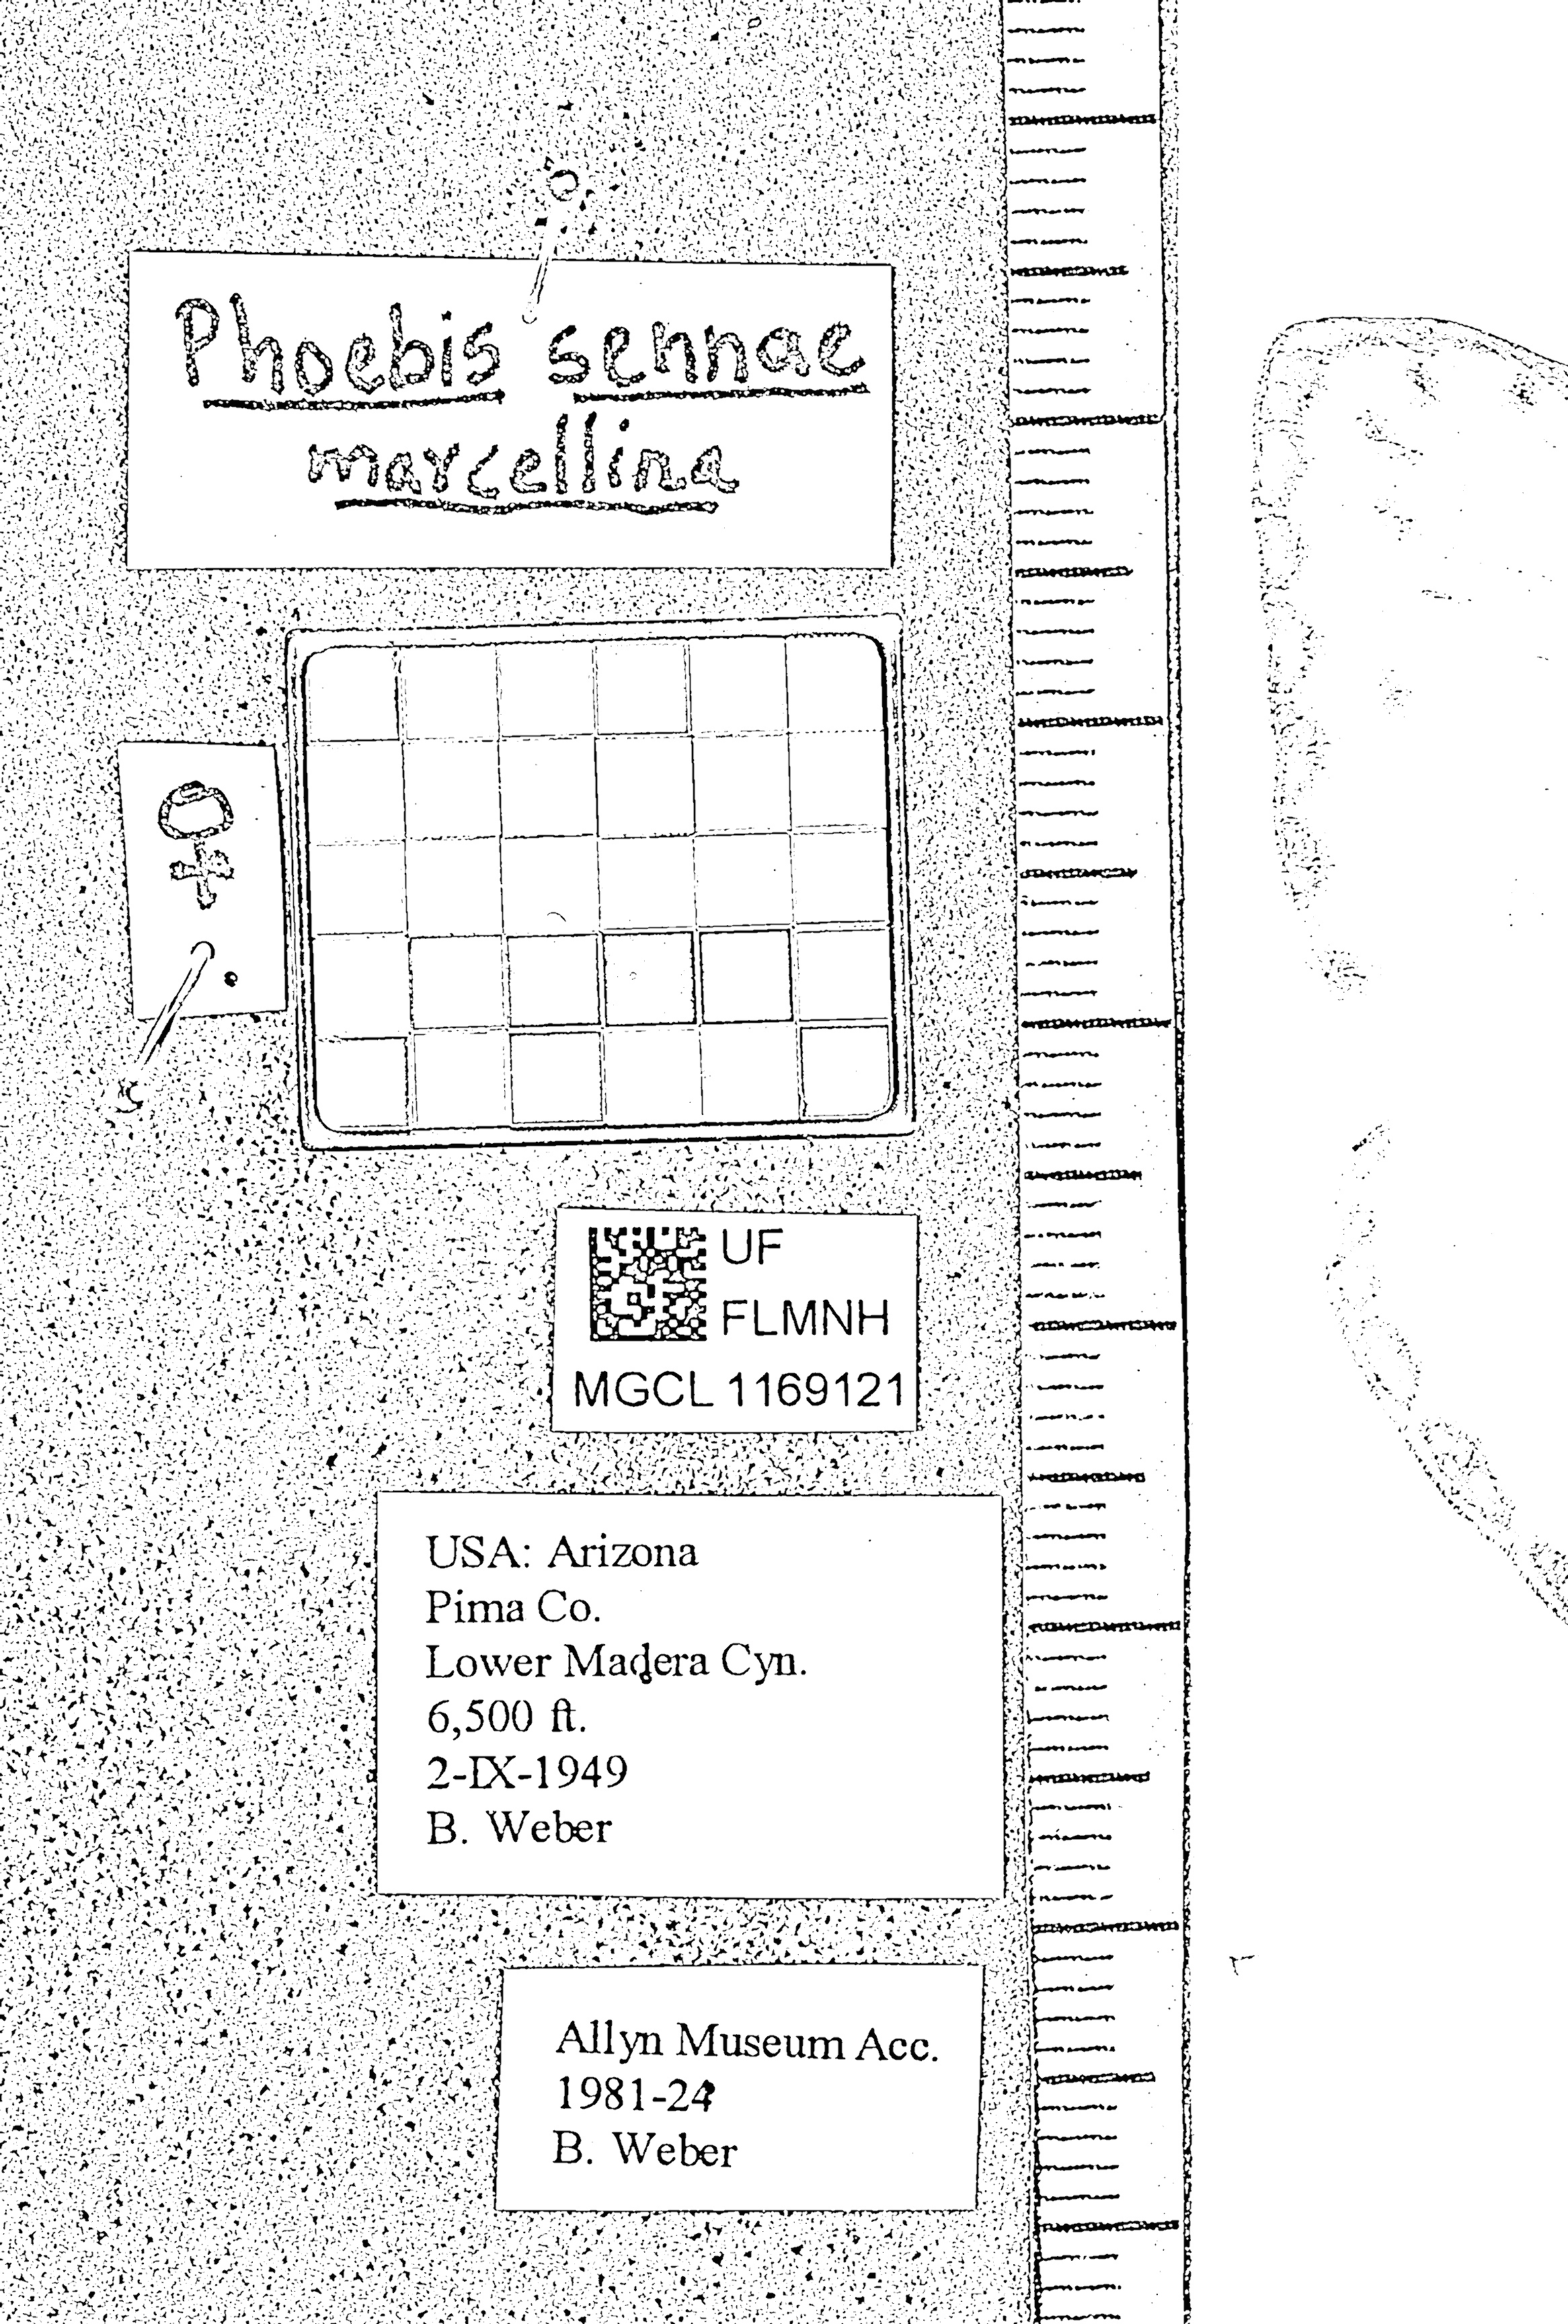 Phoebis sennae
marcellina
♀
UF
FLMNH
MGCL 1169121
USA: Arizona
Pima Co.
Lower Madera Cyn.
6,500 ft.
2-IX-1949
B. Weber
Allyn Museum Acc.
1981-24
B. Weber